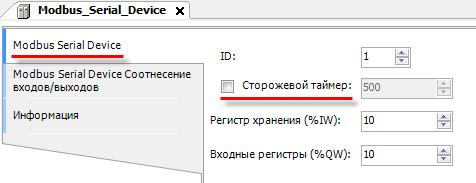 Modbus_Serial_Device
Modbus Serial Device
Modbus Serial Device Соотнесение
входов/выходов
Информация
ID:
1
Сторожевой таймер:
500
Регистр хранения (%IW):
10
Входные регистры (%QW):
10